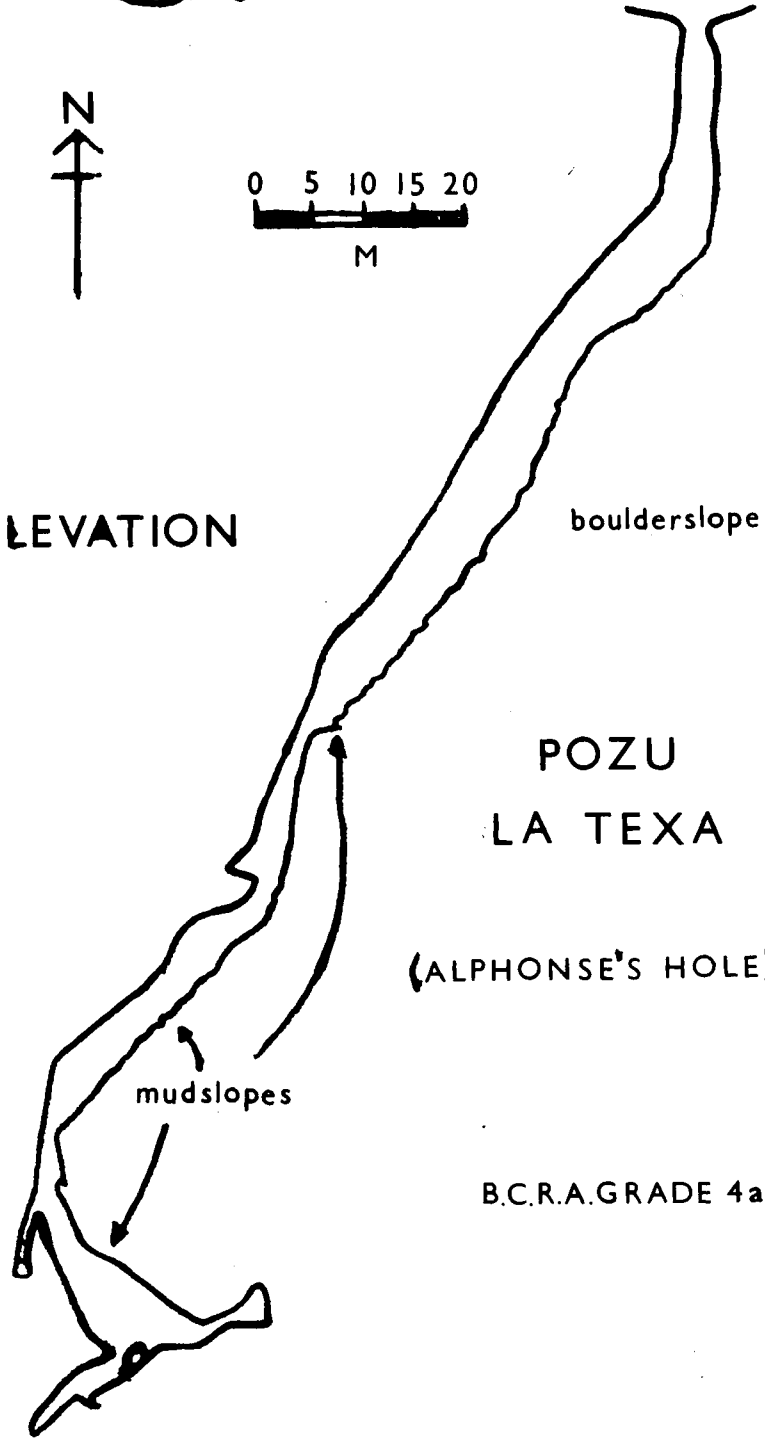 N
0 5 10 15 20
M
LEVATION
boulderslope
POZU
LA TEXA
(ALPHONSE'S HOLE)
mudslopes
B.C.R.A. GRADE 4a